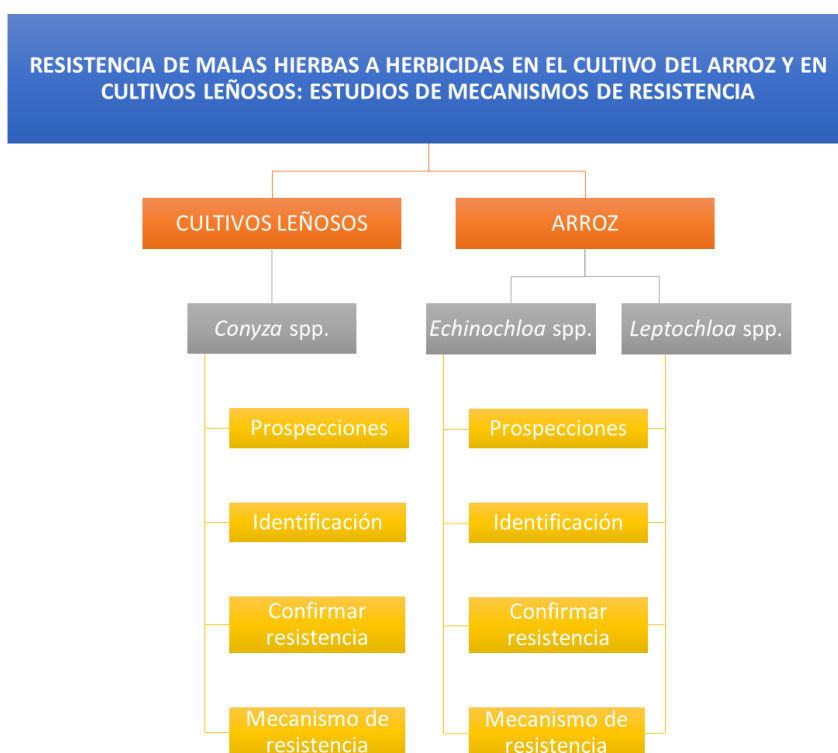 RESISTENCIA DE MALAS HIERBAS A HERBICIDAS EN EL CULTIVO DEL ARROZ Y EN
CULTIVOS LEÑOSOS: ESTUDIOS DE MECANISMOS DE RESISTENCIA
CULTIVOS LEÑOSOS
ARROZ
Conyza spp.
Echinochloa spp.
Leptochloa spp.
Prospecciones
Prospecciones
Identificación
Identificación
Confirmar
resistencia
Confirmar
resistencia
Mecanismo de
resistencia
Mecanismo de
resistencia